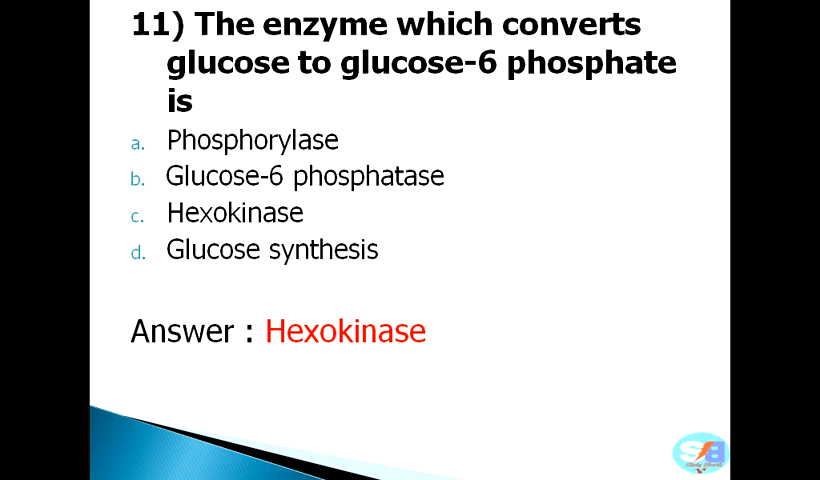 11) The enzyme which converts
glucose to glucose-6 phosphate
is
a. Phosphorylase
b. Glucose-6 phosphatase
c. Hexokinase
d. Glucose synthesis
Answer : Hexokinase